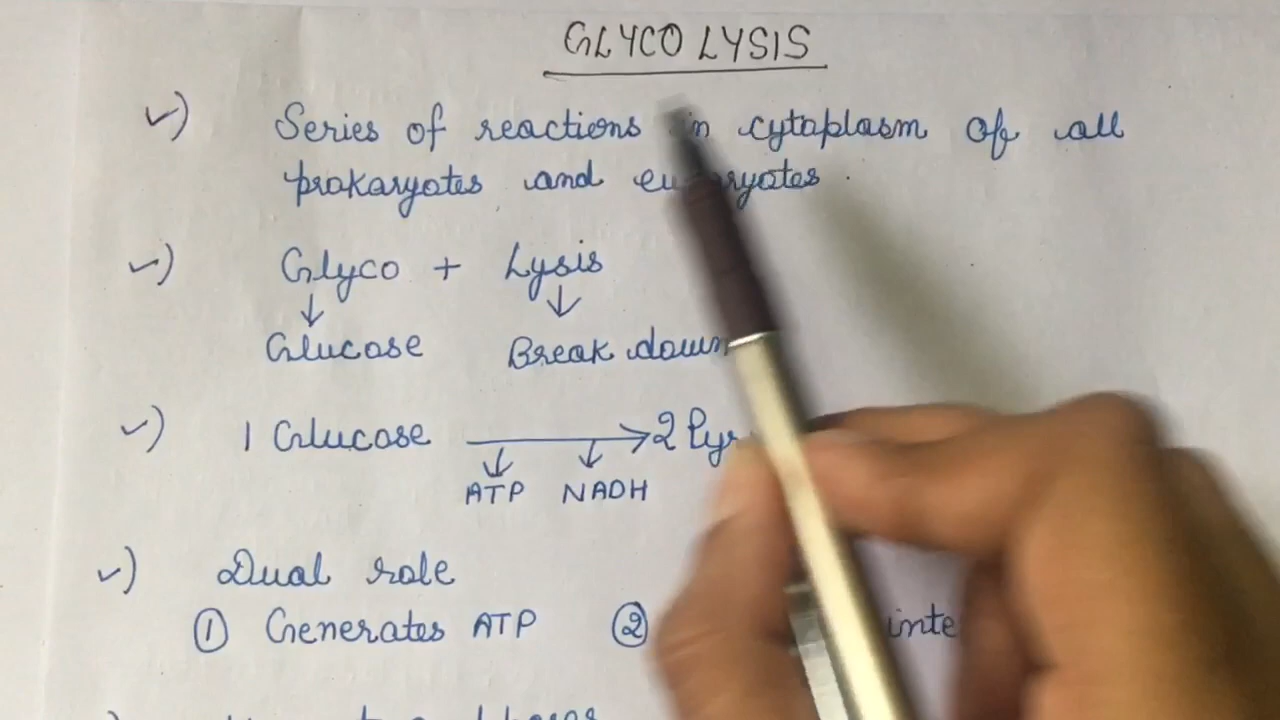 GLYCOLYSIS
Series of reactions in cytoplasm of all
prokaryotes and
Glyco + Lysis
Glucose Break down
1 Glucose 2
ATP NADH
Dual role
① Generates ATP ②